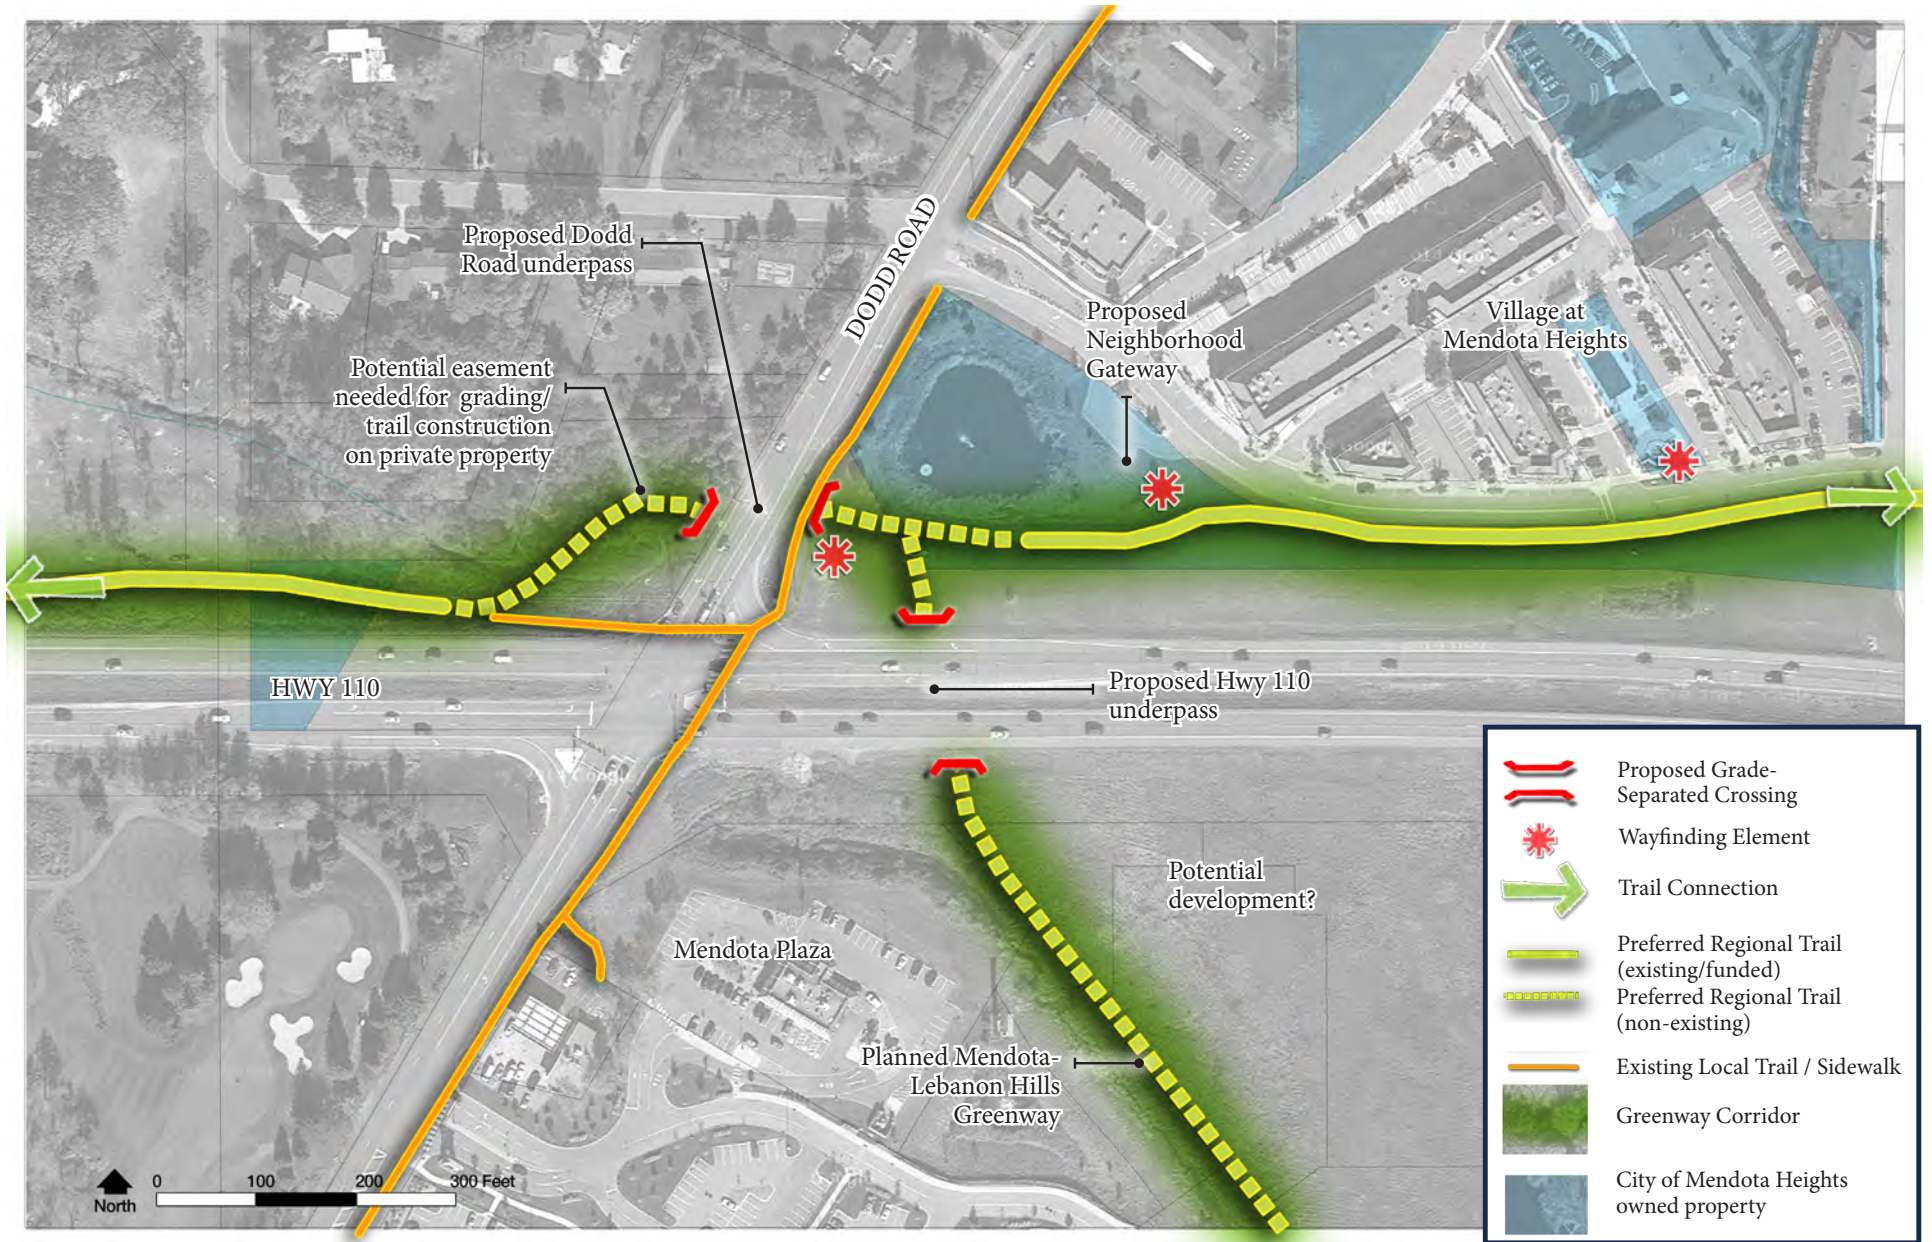 DODD ROAD
Proposed Dodd
Road underpass
Potential easement
needed for grading/
trail construction
on private property
Proposed
Neighborhood
Gateway
Village at
Mendota Heights
HWY 110
Proposed Hwy 110
underpass
Potential
development?
Mendota Plaza
Planned Mendota-
Lebanon Hills
Greenway
North
0 100 200 300 Feet
Proposed Grade-
Separated Crossing
Wayfinding Element
Trail Connection
Preferred Regional Trail
(existing/funded)
Preferred Regional Trail
(non-existing)
Existing Local Trail / Sidewalk
Greenway Corridor
City of Mendota Heights
owned property